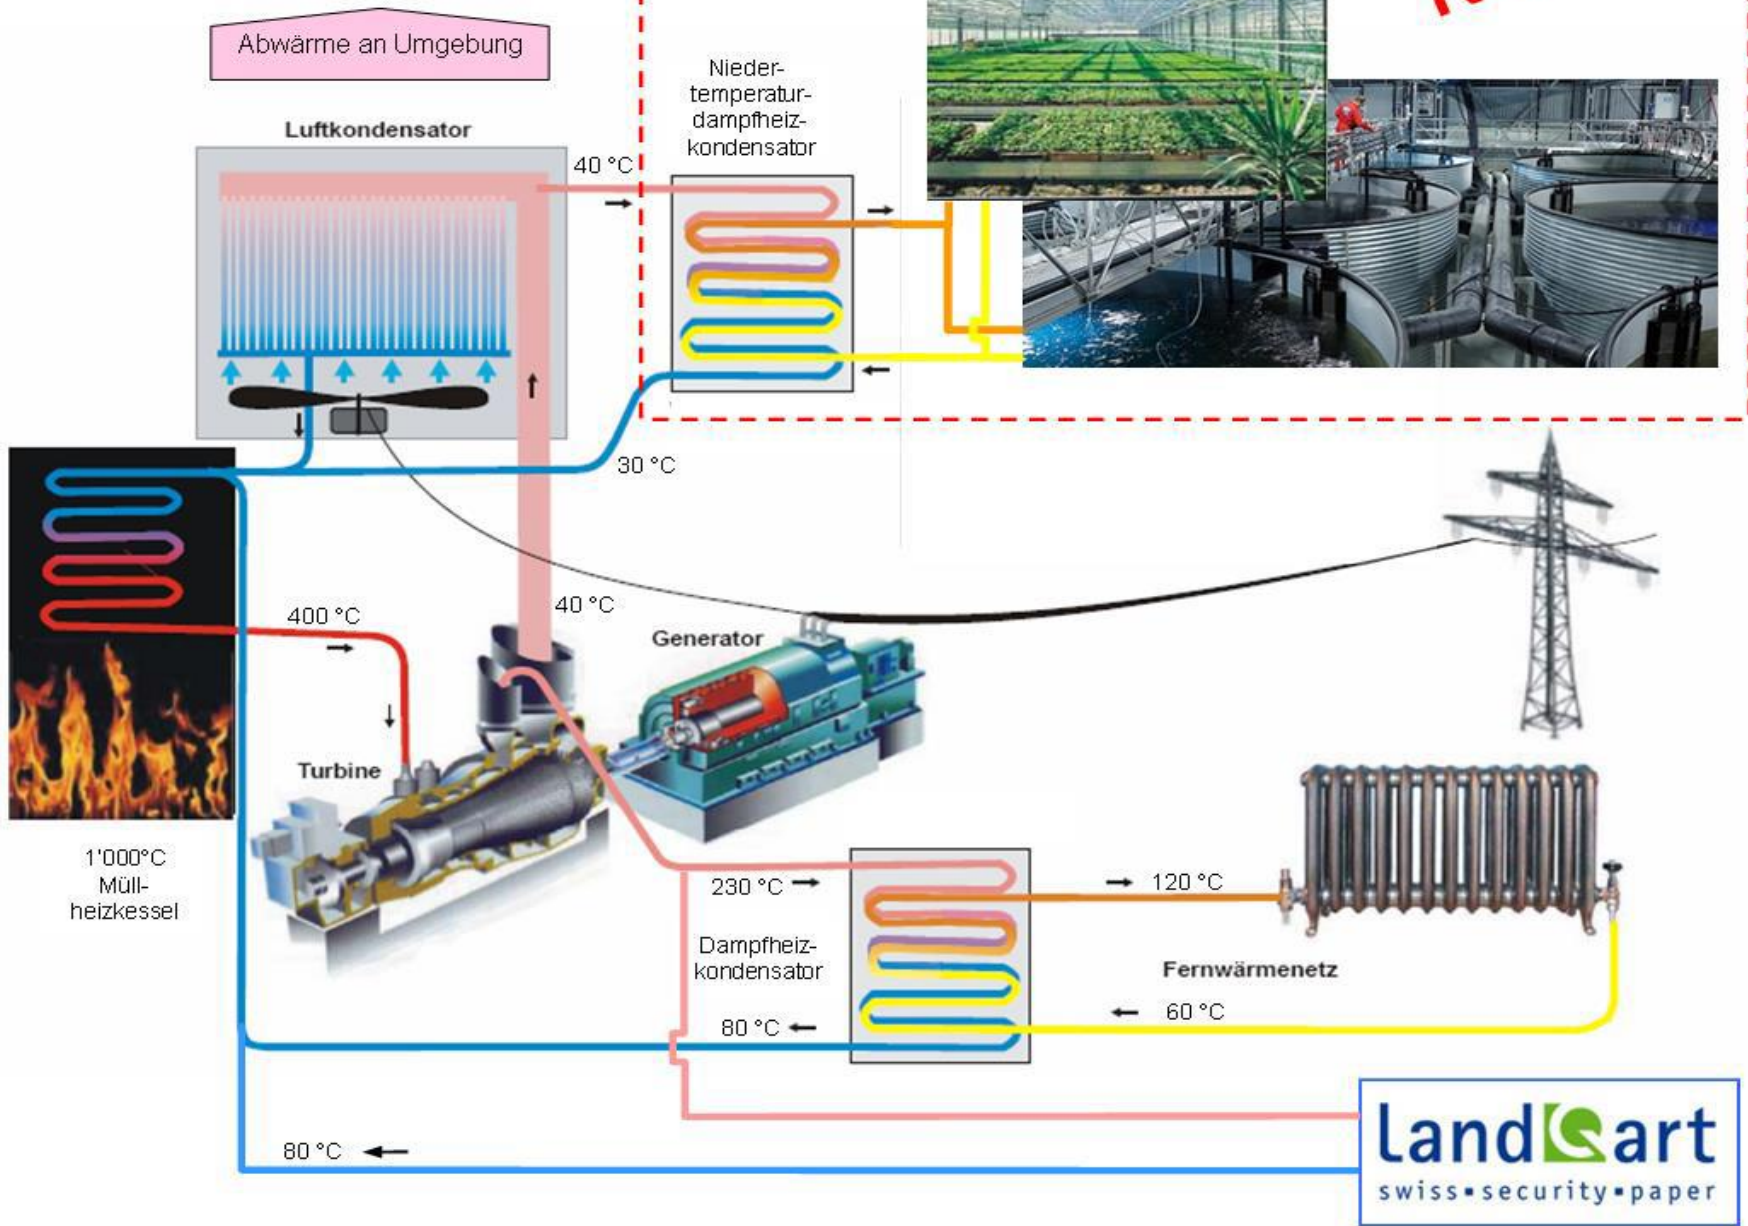 Abwärme an Umgebung
Luftkondensator
40 °C
Nieder-
temperatur-
dampfheiz-
kondensator
30 °C
400 °C
40 °C
Generator
Turbine
1'000°C
Müll-
heizkessel
230 °C
120 °C
Dampfheiz-
kondensator
Fernwärmenetz
60 °C
80 °C
80 °C
landQart
swiss▪security▪paper